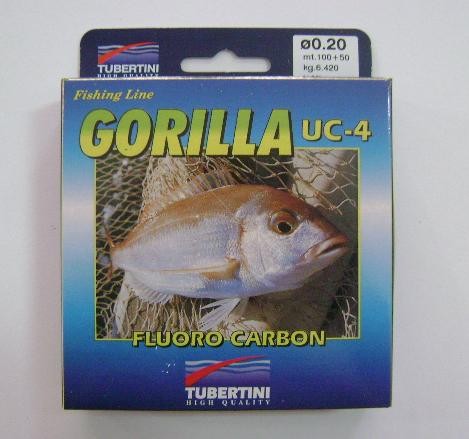 TUBERTINI
HIGH QUALITY
ø0.20
mt.100+50
kg.6.420
Fishing Line
GORILLA UC-4
FLUORO CARBON
TUBERTINI
HIGH QUALITY